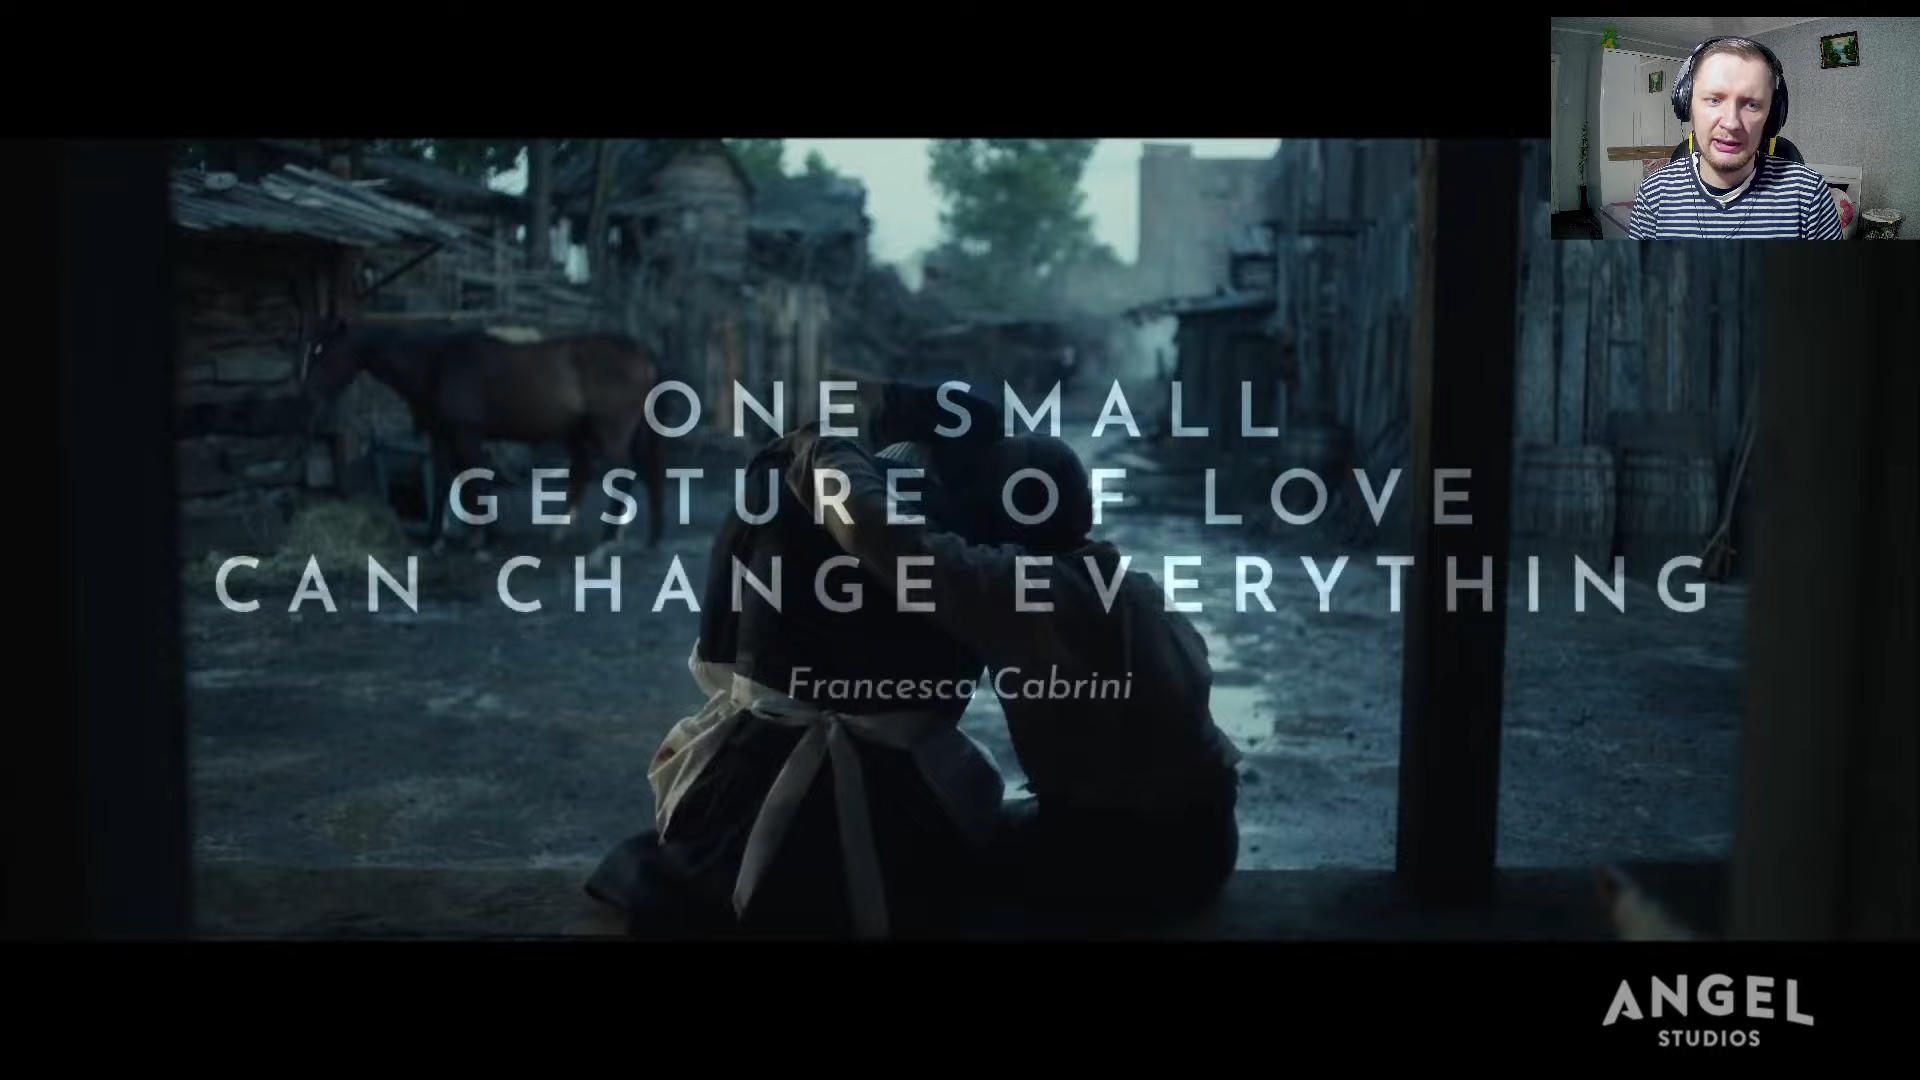 ONE SMALL
GESTURE OF LOVE
CAN CHANGE EVERYTHING
Francesca Cabrini
ANGEL
STUDIOS